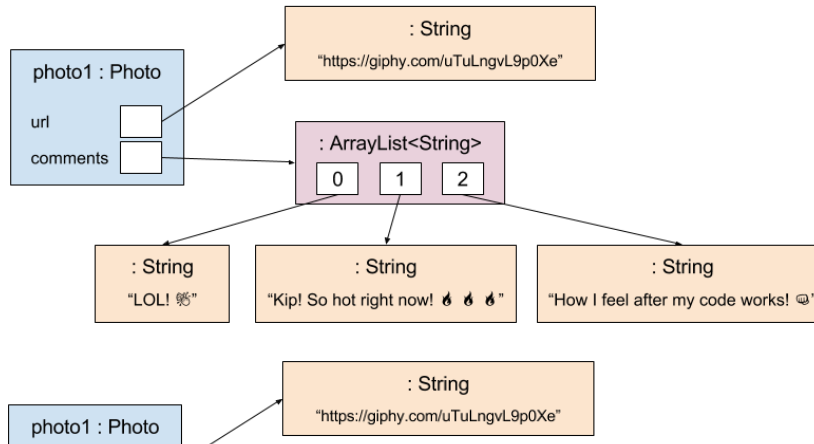 : String
“https://giphy.com/uTuLngvL9p0Xe”
photo1 : Photo
url
comments
: ArrayList<String>
0 1 2
: String
“LOL! 💯”
: String
“Kip! So hot right now! 🔥 🔥 🔥”
: String
“How I feel after my code works! 👊”
: String
“https://giphy.com/uTuLngvL9p0Xe”
photo1 : Photo